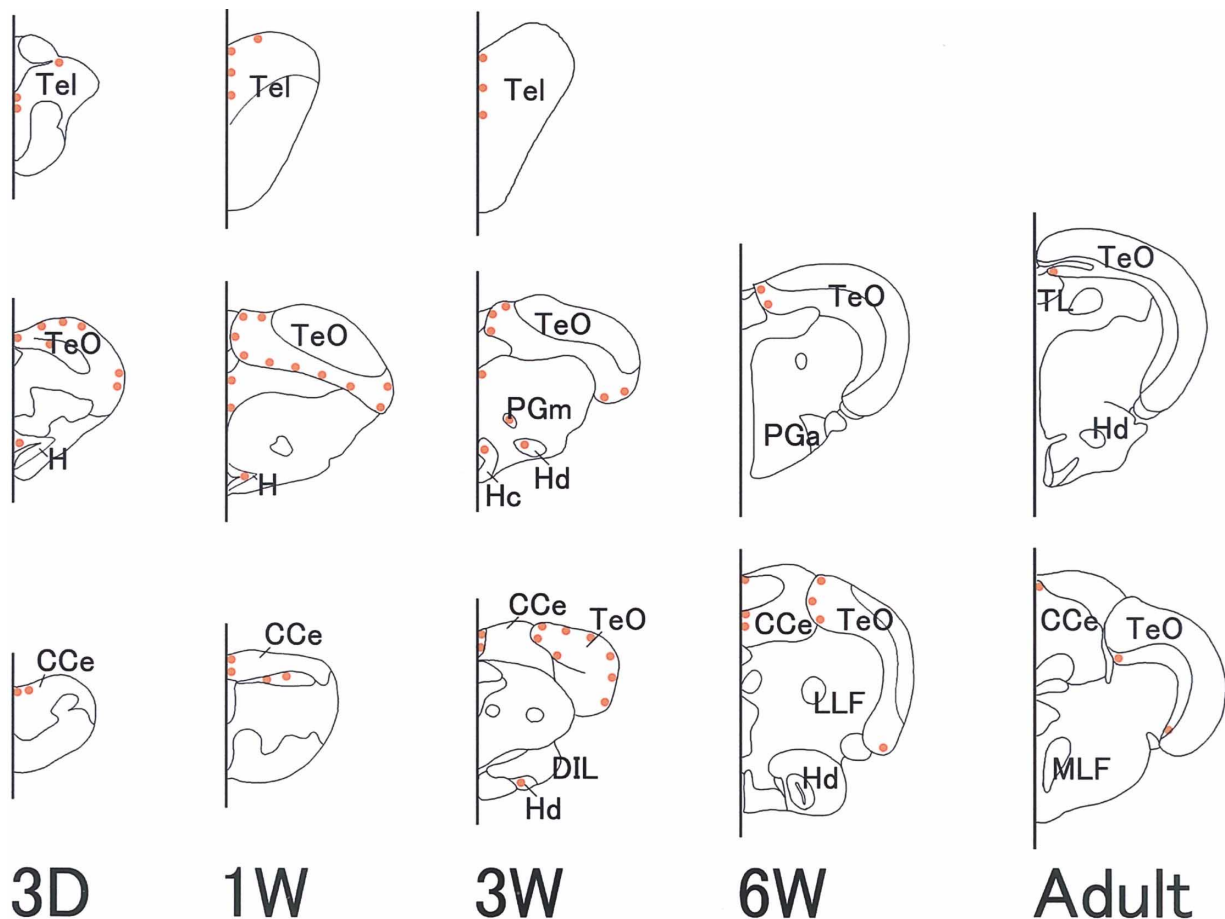 Tel
Tel
Tel
TeO
H
TeO
H
TeO
PGm
Hd
Hc
TeO
PGa
TeO
TL
Hd
CCe
CCe
CCe
TeO
DIL
Hd
CCe
TeO
LLF
Hd
CCe
TeO
MLF
3D
1W
3W
6W
Adult